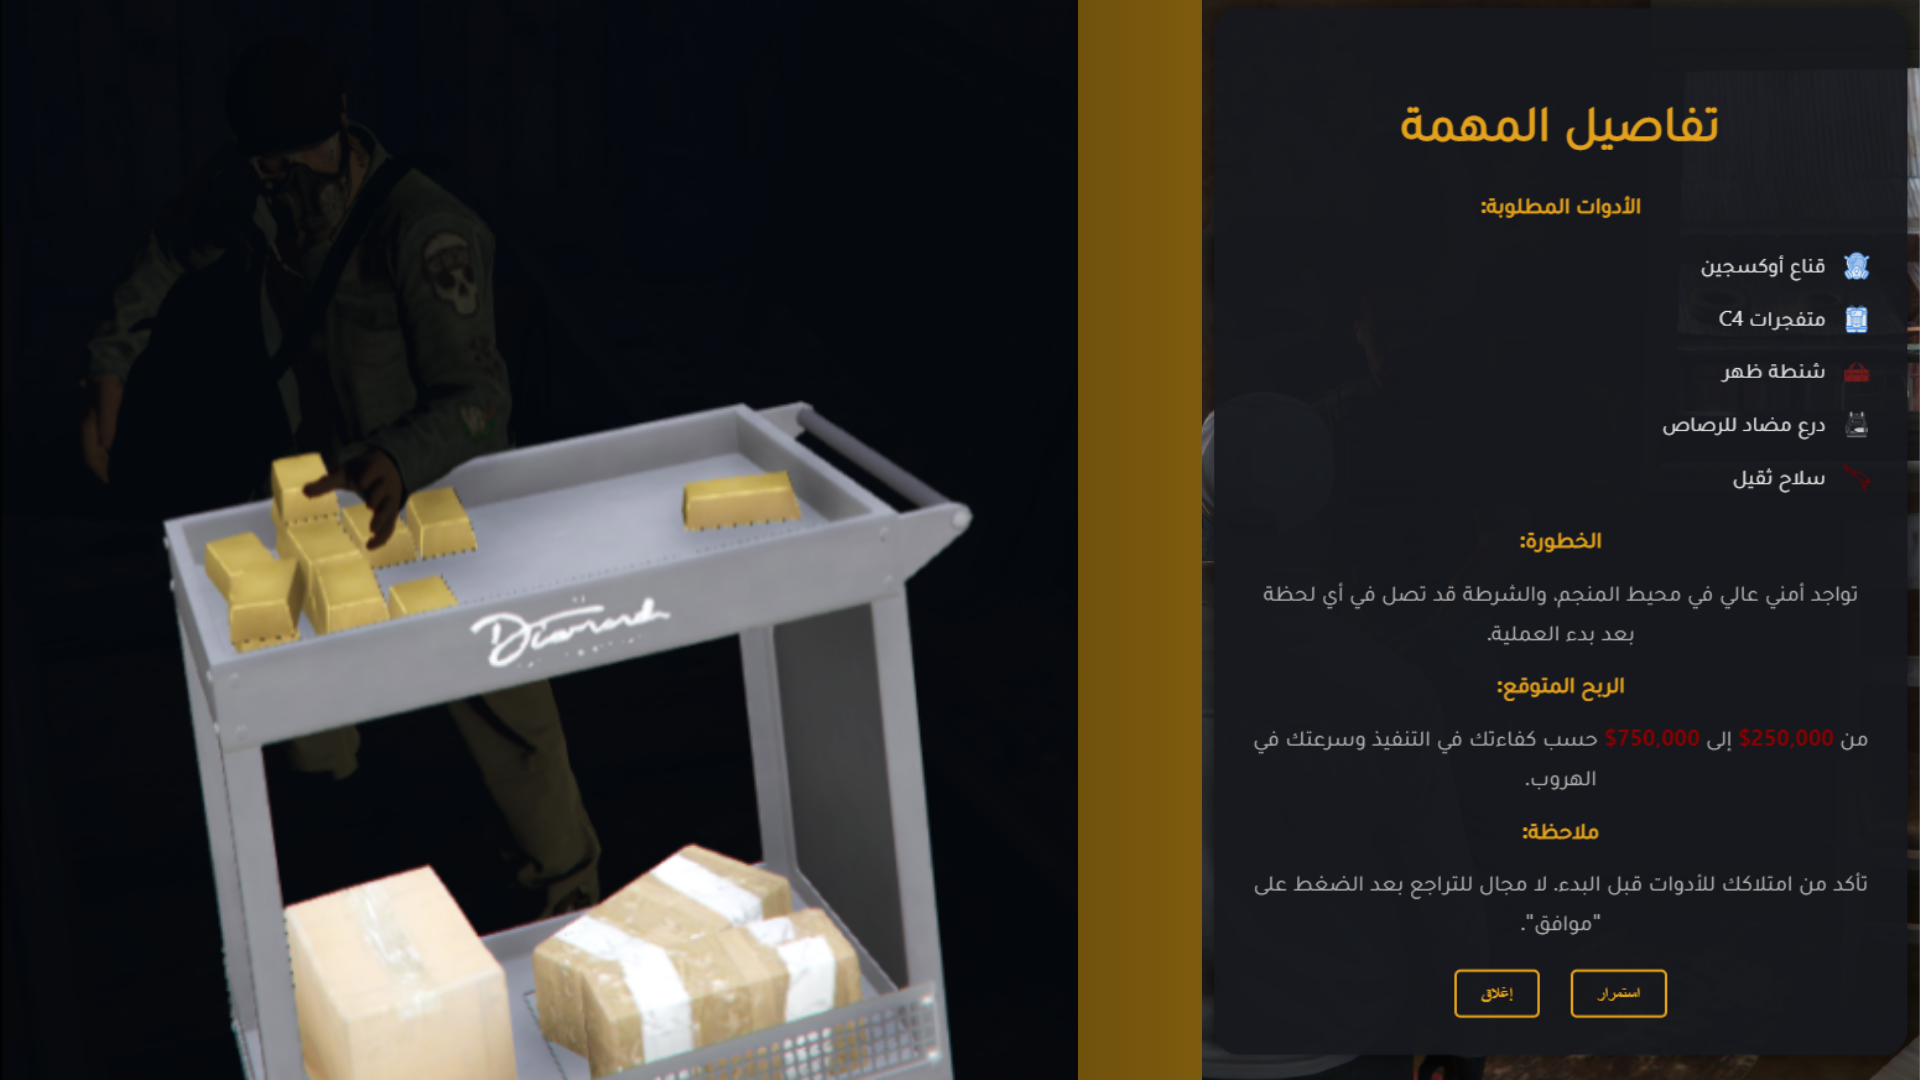 تفاصيل المهمة
الأدوات المطلوبة:
قناع أوكسجين
متفجرات C4
شنطة ظهر
درع مضاد للرصاص
سلاح ثقيل
الخطورة:
تواجد أمني عالي في محيط المنجم، والشرطة قد تصل في أي لحظة
بعد بدء العملية.
الربح المتوقع:
من 250,000$ إلى 750,000$ حسب كفاءتك في التنفيذ وسرعتك في
الهروب.
ملاحظة:
تأكد من امتلاكك للأدوات قبل البدء. لا مجال للتراجع بعد الضغط على
"موافق".
استمرار
إغلاق
Diamond